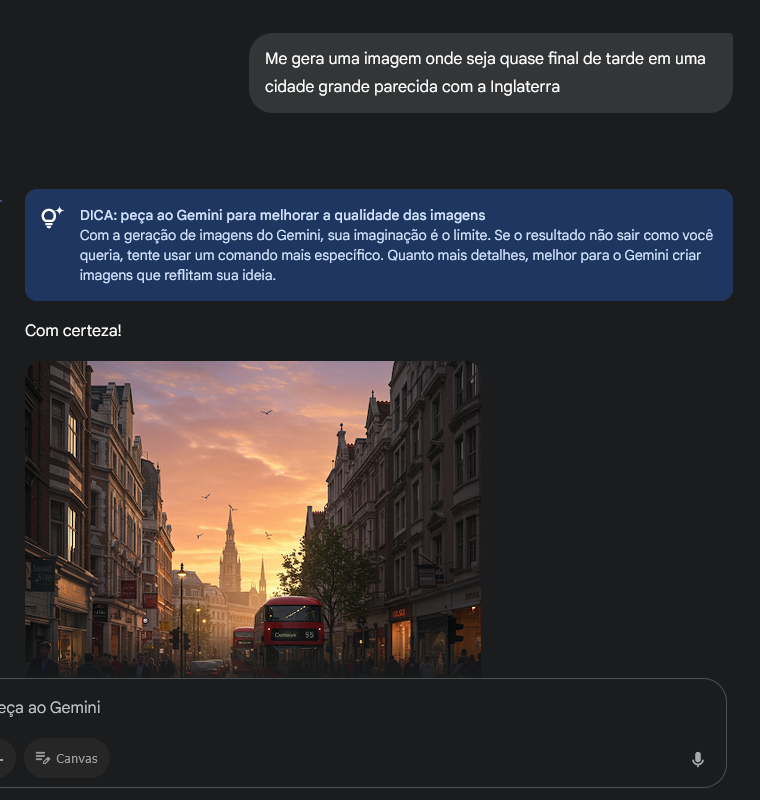 Me gera uma imagem onde seja quase final de tarde em uma
cidade grande parecida com a Inglaterra
DICA: peça ao Gemini para melhorar a qualidade das imagens
Com a geração de imagens do Gemini, sua imaginação é o limite. Se o resultado não sair como você
queria, tente usar um comando mais específico. Quanto mais detalhes, melhor para o Gemini criar
imagens que reflitam sua ideia.
Com certeza!
55
eça ao Gemini
Canvas